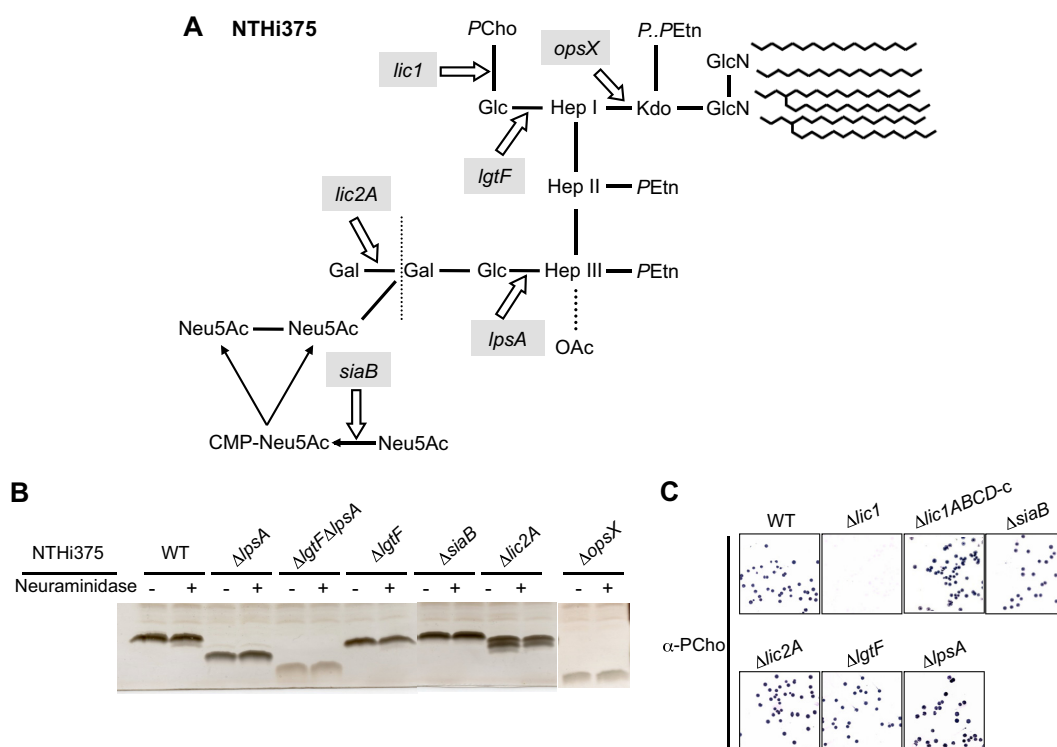 A NTHi375
PCho
P..PEtn
opsX
lic1
GlcN
Glc
Hep I
Kdo
GlcN
lgtF
Hep II
PEtn
lic2A
Gal
Gal
Glc
Hep III
PEtn
Neu5Ac
Neu5Ac
lpsA
OAc
siaB
CMP-Neu5Ac
Neu5Ac
B
NTHi375
WT
ΔlpsA
ΔlgtFΔlpsA
ΔlgtF
ΔsiaB
Δlic2A
ΔopsX
Neuraminidase - + - + - + - + - + - + - +
C
WT
Δlic1
Δlic1ABCD-c
ΔsiaB
α-PCho
Δlic2A
ΔlgtF
ΔlpsA